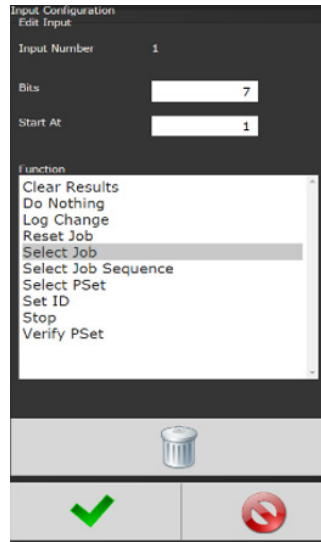 Input Configuration
Edit Input
Input Number 1
Bits 7
Start At 1
Function
Clear Results
Do Nothing
Log Change
Reset Job
Select Job
Select Job Sequence
Select PSet
Set ID
Stop
Verify PSet